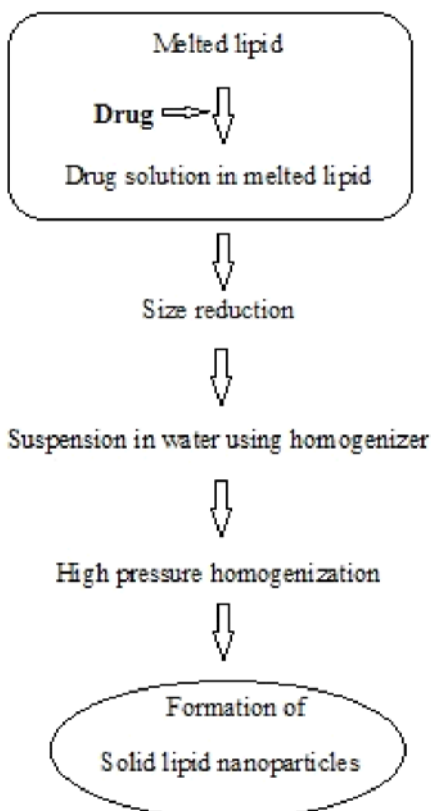 Melted lipid
Drug
Drug solution in melted lipid
Size reduction
Suspension in water using homogenizer
High pressure homogenization
Formation of
Solid lipid nanoparticles